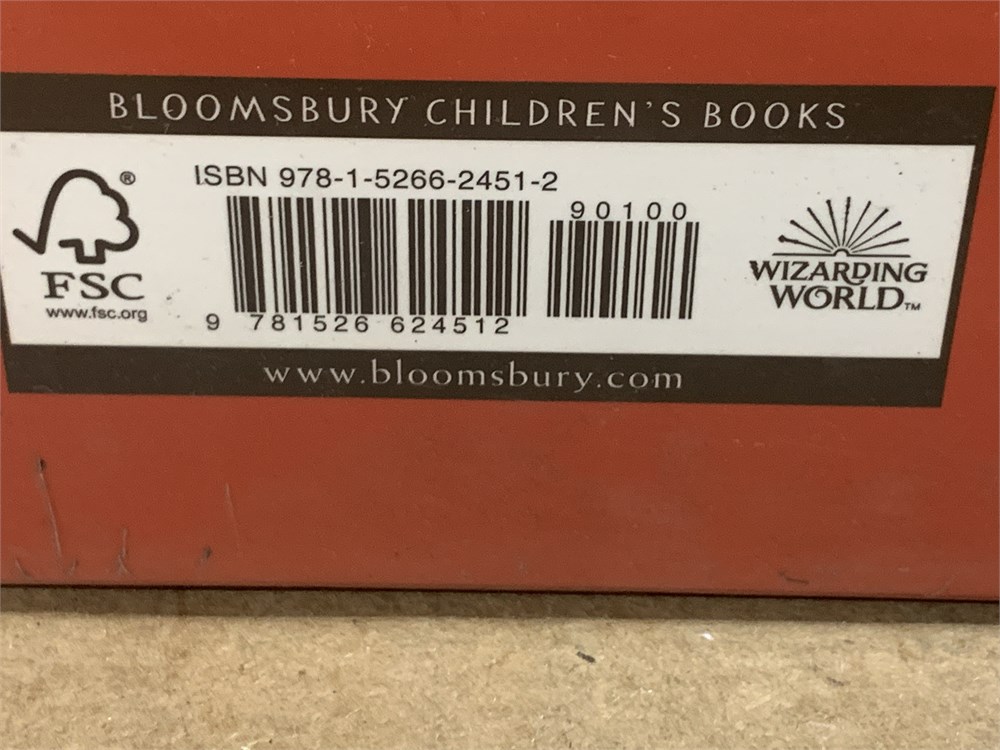 BLOOMSBURY CHILDREN'S BOOKS
ISBN 978-1-5266-2451-2
90100
9 781526 624512
®
FSC
www.fsc.org
WIZARDING
WORLD™
www.bloomsbury.com